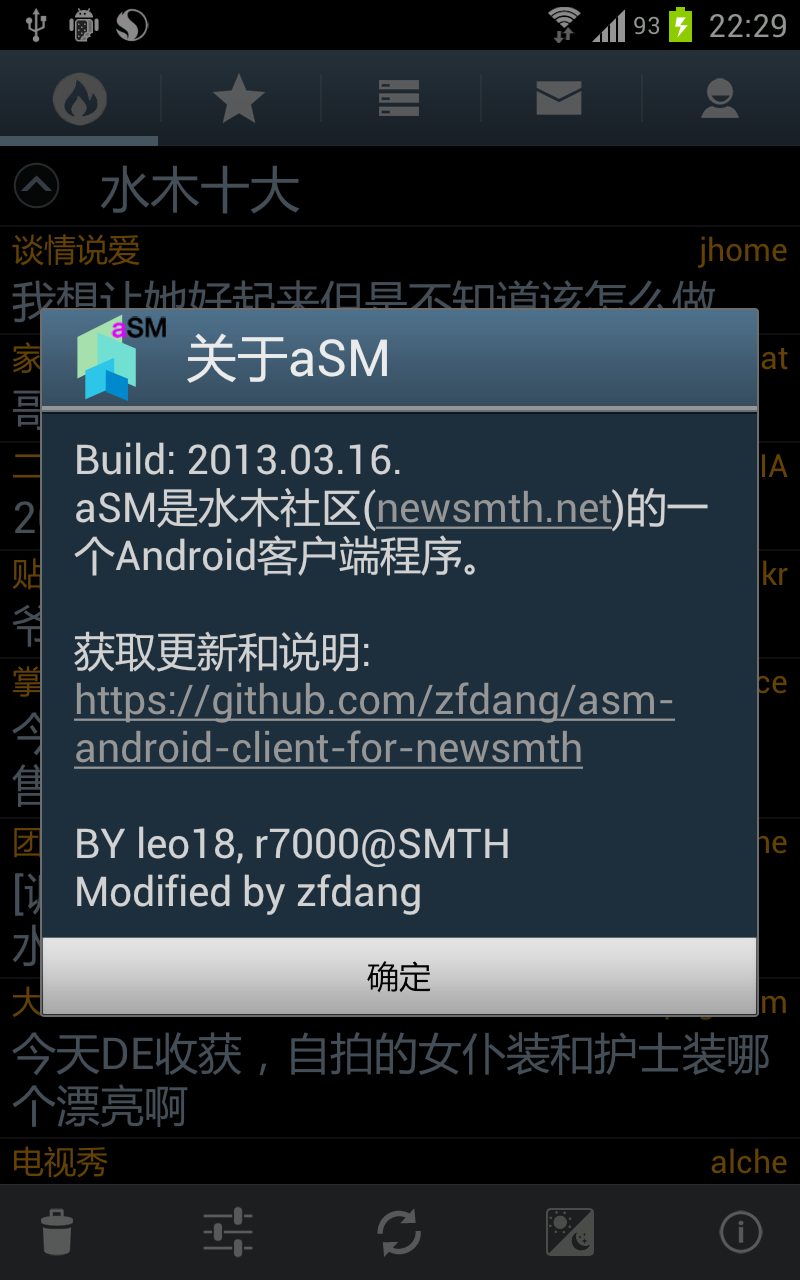 93
22:29
水木十大
谈情说爱 jhome
我想让她好起来但是不知道该怎么做
家 at
哥
二 IA
aSM
关于aSM
Build: 2013.03.16.
aSM是水木社区(newsmth.net)的一
个Android客户端程序。
获取更新和说明:
https://github.com/zfdang/asm-
android-client-for-newsmth
BY leo18, r7000@SMTH
Modified by zfdang
确定
贴 kr
爷
掌 ce
今
售
团 ne
水
大 m
今天DE收获，自拍的女仆装和护士装哪
个漂亮啊
电视秀 alche